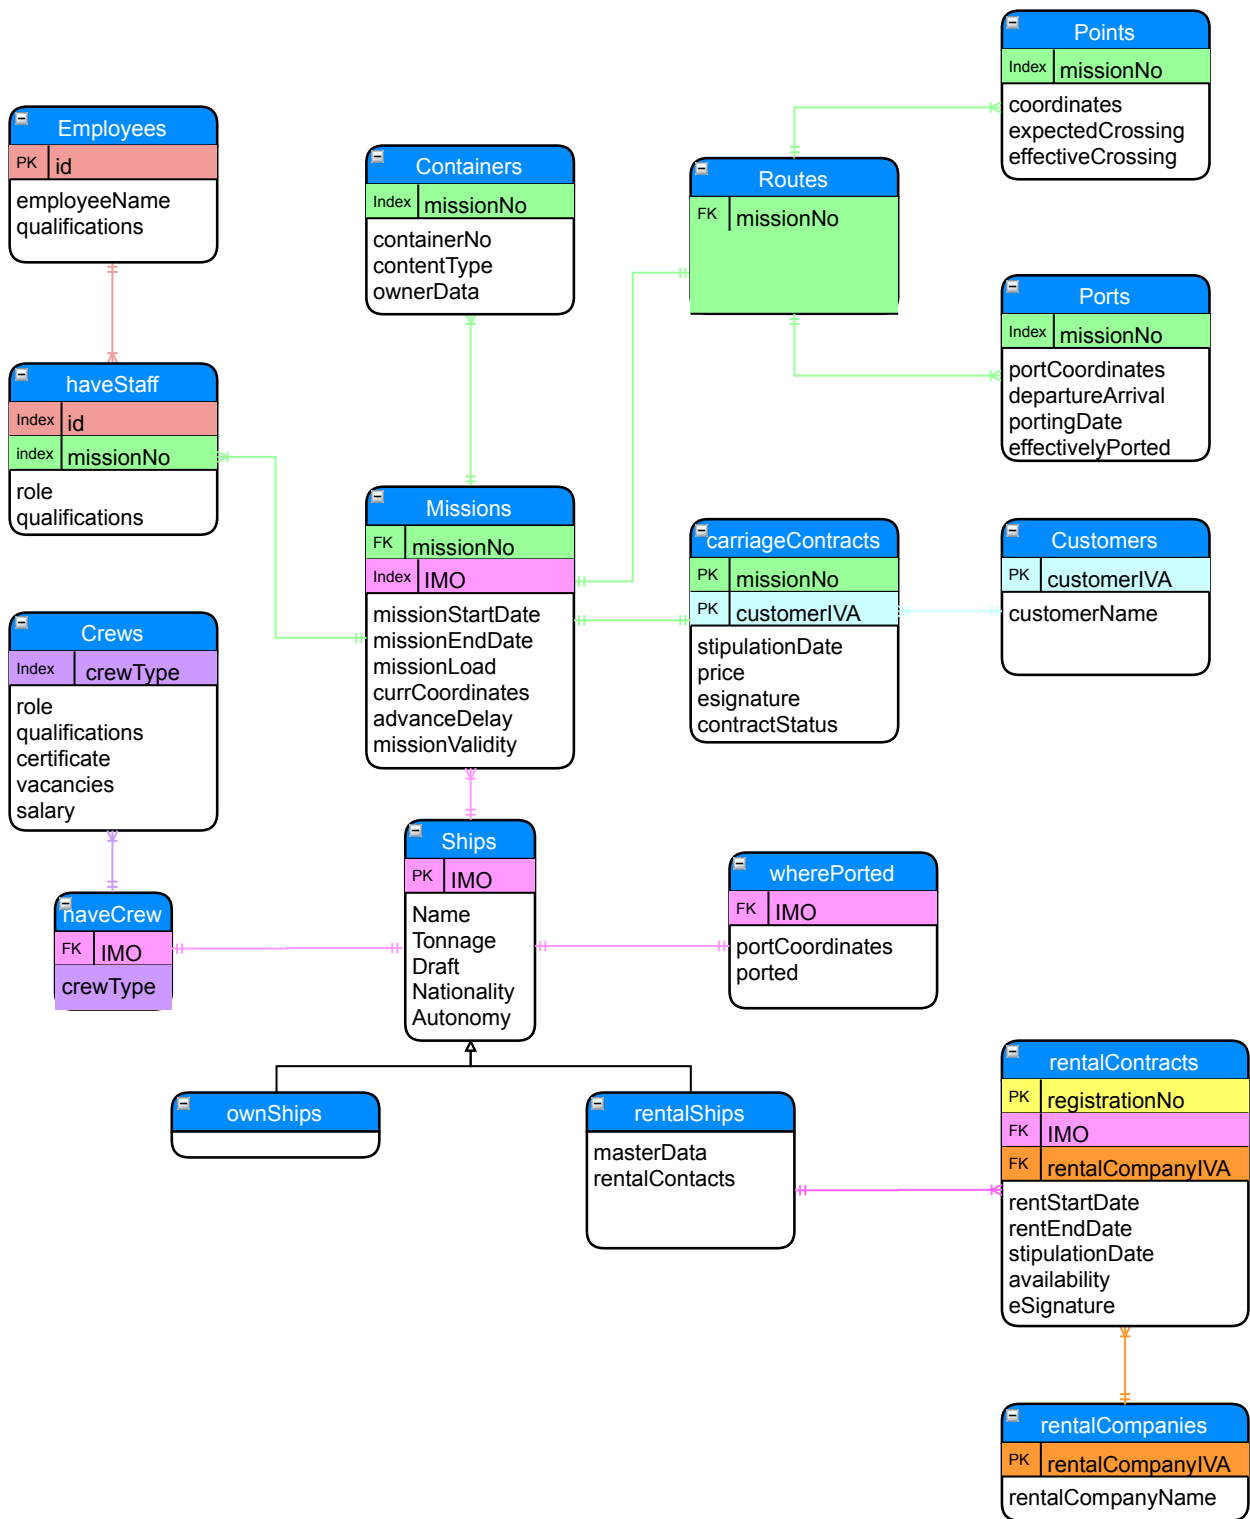 Points
Index missionNo
coordinates
expectedCrossing
effectiveCrossing
Employees
PK id
employeeName
qualifications
Containers
Index missionNo
containerNo
contentType
ownerData
Routes
FK missionNo
Ports
Index missionNo
portCoordinates
departureArrival
portingDate
effectivelyPorted
haveStaff
Index id
index missionNo
role
qualifications
Missions
FK missionNo
Index IMO
missionStartDate
missionEndDate
missionLoad
currCoordinates
advanceDelay
missionValidity
carriageContracts
PK missionNo
PK customerIVA
stipulationDate
price
esignature
contractStatus
Customers
PK customerIVA
customerName
Crews
Index crewType
role
qualifications
certificate
vacancies
salary
Ships
PK IMO
Name
Tonnage
Draft
Nationality
Autonomy
wherePorted
FK IMO
portCoordinates
ported
haveCrew
FK IMO
crewType
ownShips
rentalShips
masterData
rentalContacts
rentalContracts
PK registrationNo
FK IMO
FK rentalCompanyIVA
rentStartDate
rentEndDate
stipulationDate
availability
eSignature
rentalCompanies
PK rentalCompanyIVA
rentalCompanyName